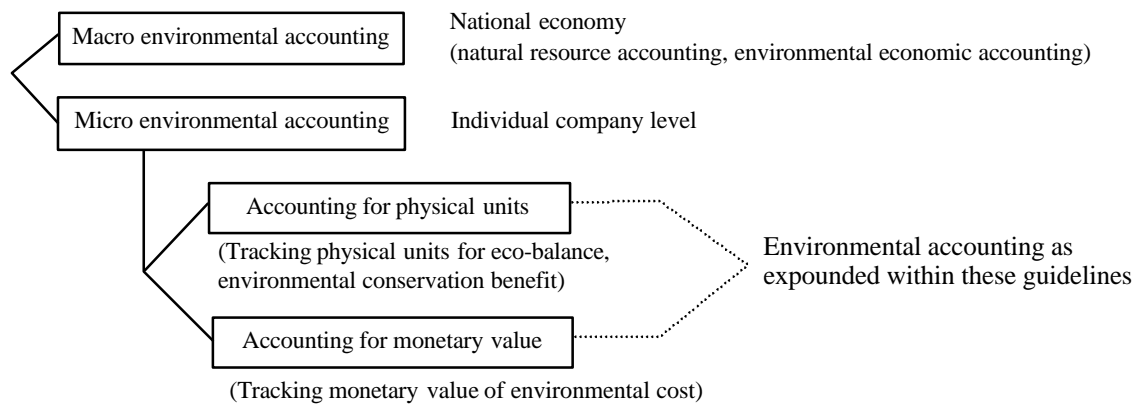 Macro environmental accounting
National economy
(natural resource accounting, environmental economic accounting)
Micro environmental accounting
Individual company level
Accounting for physical units
(Tracking physical units for eco-balance,
environmental conservation benefit)
Environmental accounting as
expounded within these guidelines
Accounting for monetary value
(Tracking monetary value of environmental cost)